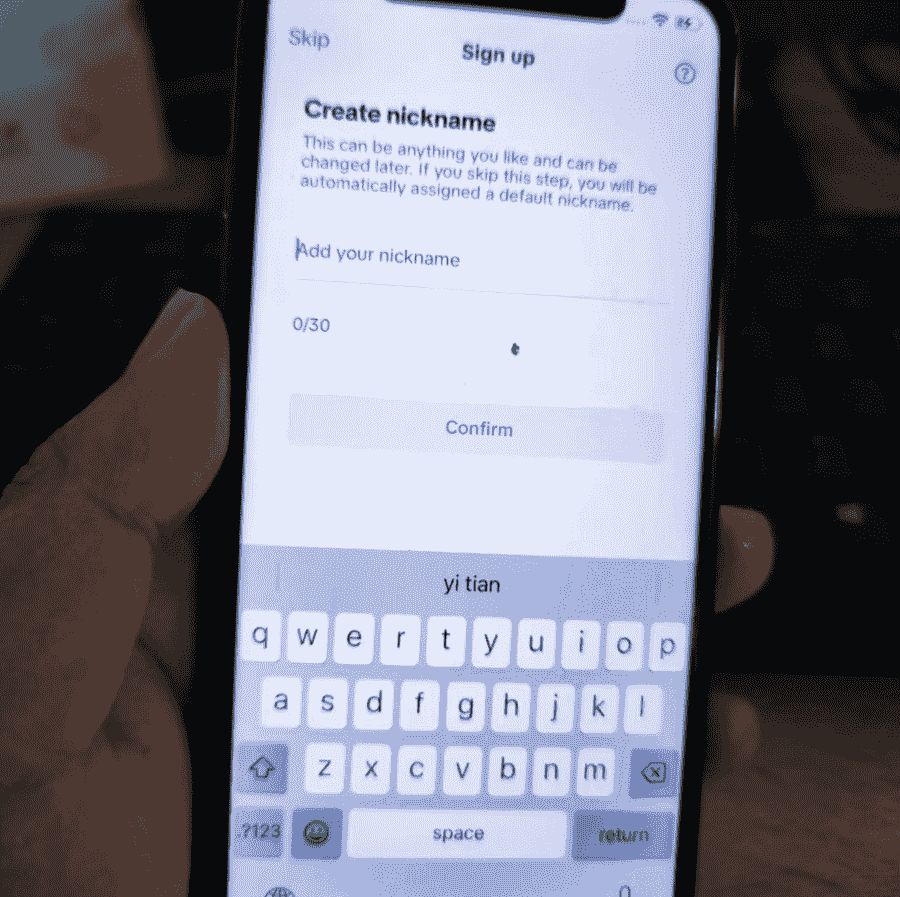 Skip
Sign up
?
Create nickname
This can be anything you like and can be
changed later. If you skip this step, you will be
automatically assigned a default nickname.
Add your nickname
0/30
Confirm
yi tian
q w e r t y u i o p
a s d f g h j k l
z x c v b n m
.?123 space return